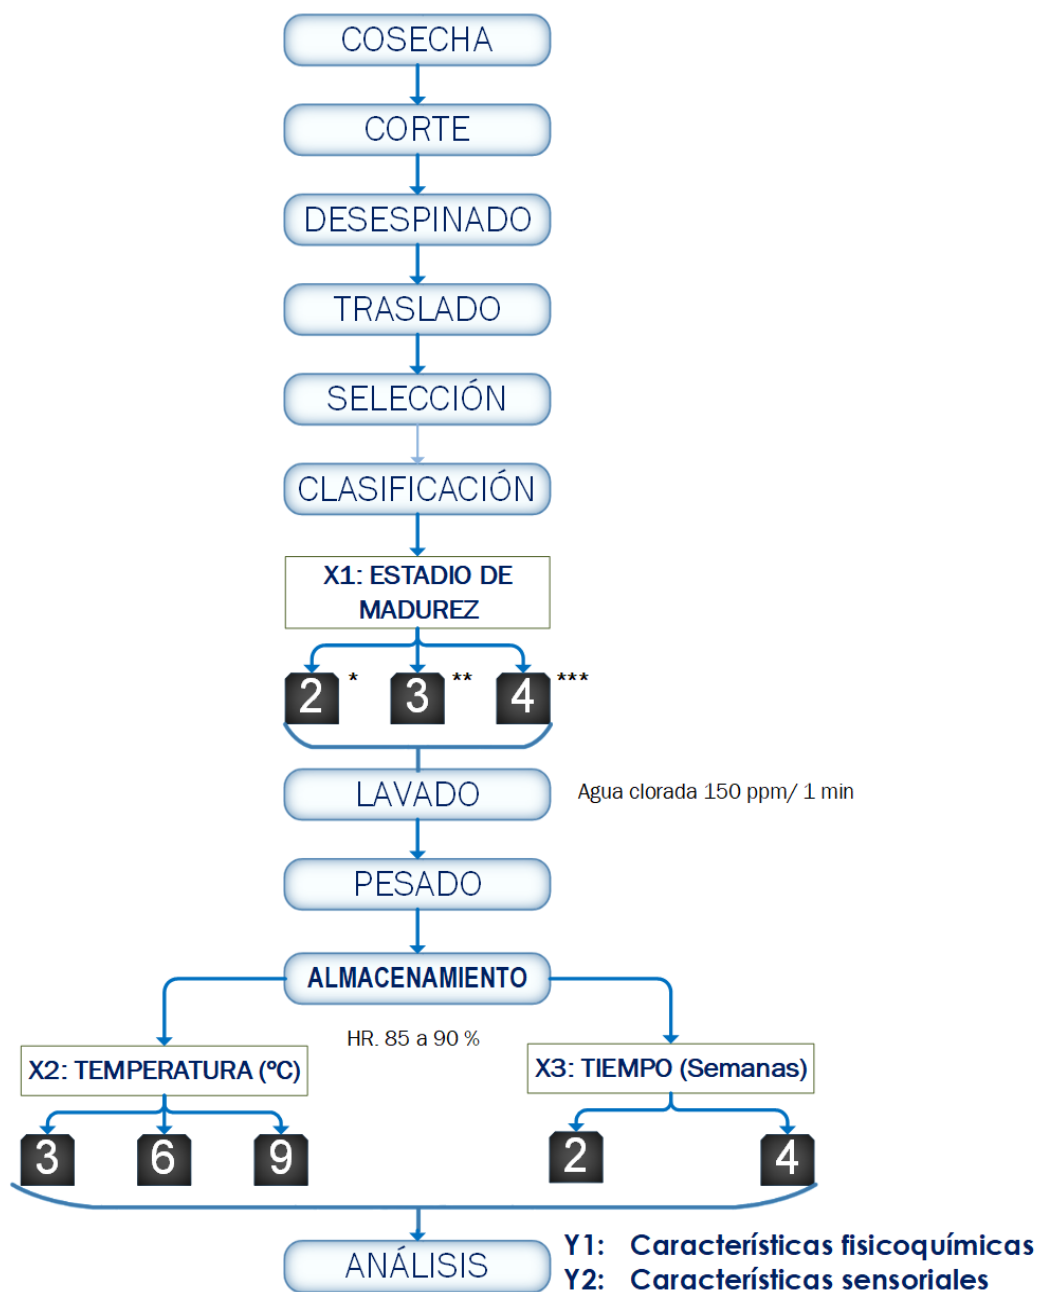 COSECHA
CORTE
DESESPINADO
TRASLADO
SELECCIÓN
CLASIFICACIÓN
X1: ESTADIO DE
MADUREZ
2 * 3 ** 4 ***
LAVADO Agua clorada 150 ppm/ 1 min
PESADO
ALMACENAMIENTO
HR. 85 a 90 %
X2: TEMPERATURA (ºC) X3: TIEMPO (Semanas)
3 6 9 2 4
ANÁLISIS
Y1: Características fisicoquímicas
Y2: Características sensoriales